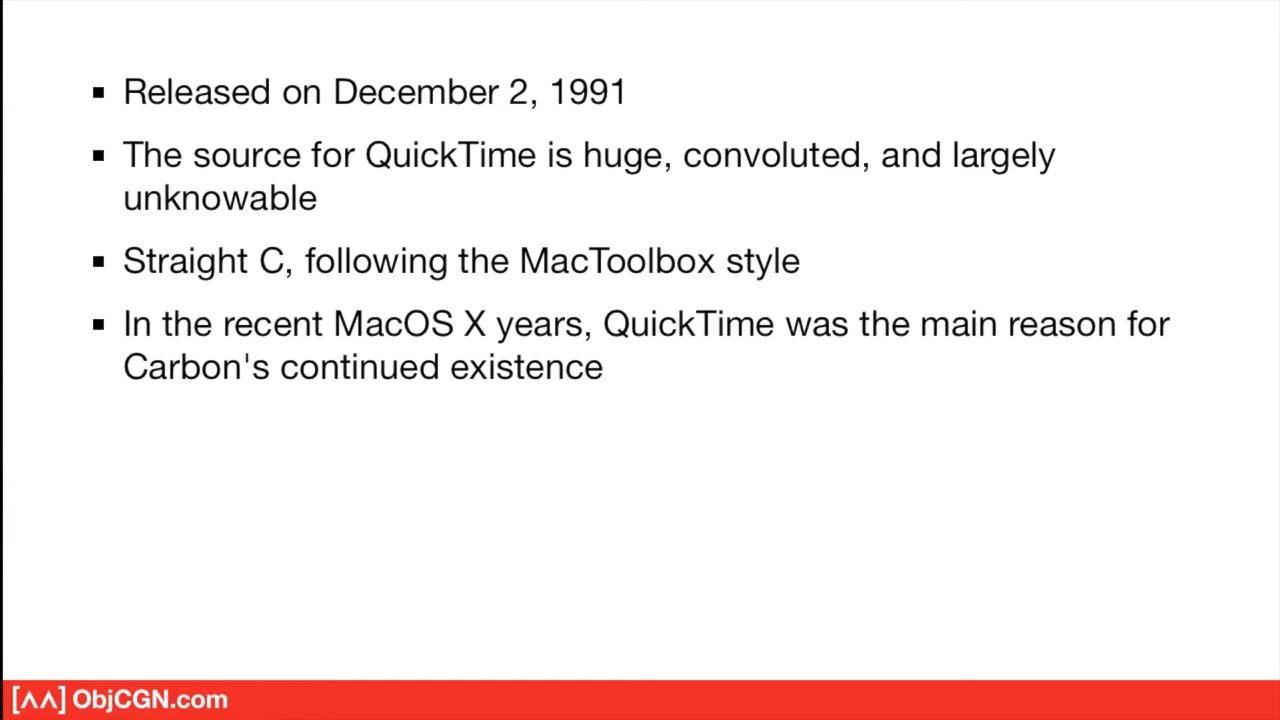 ▪ Released on December 2, 1991
▪ The source for QuickTime is huge, convoluted, and largely
unknowable
▪ Straight C, following the MacToolbox style
▪ In the recent MacOS X years, QuickTime was the main reason for
Carbon's continued existence
[^^] ObjCGN.com